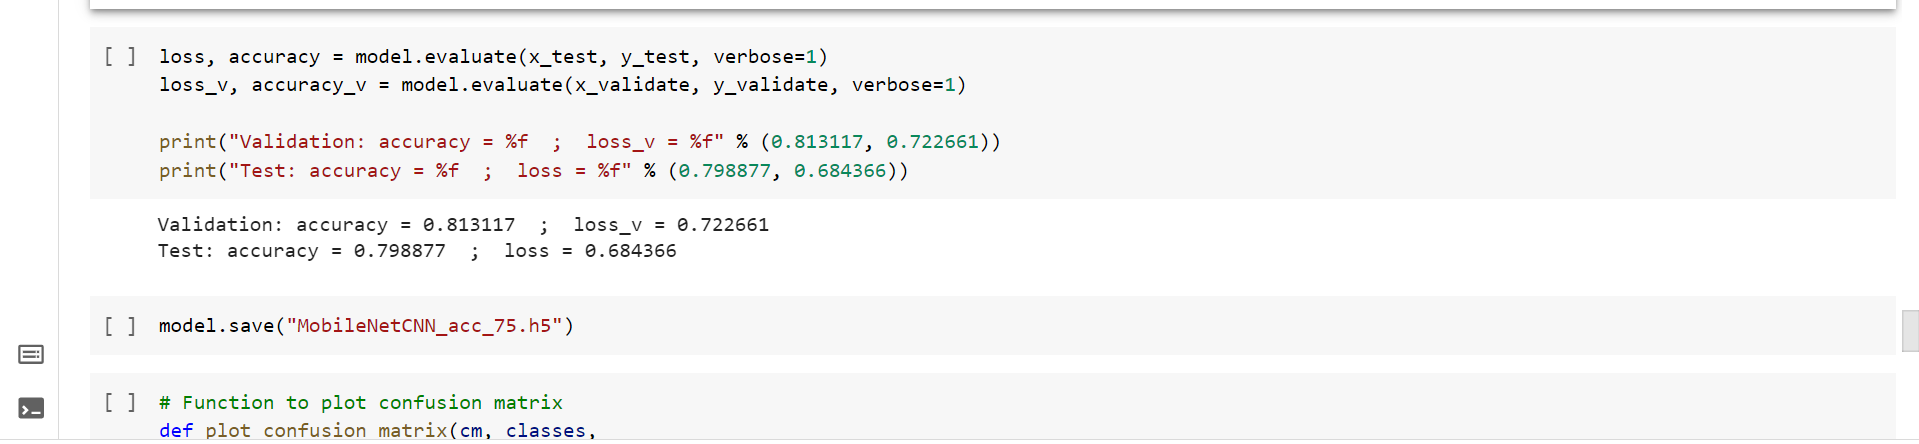 [ ] loss, accuracy = model.evaluate(x_test, y_test, verbose=1)
loss_v, accuracy_v = model.evaluate(x_validate, y_validate, verbose=1)
print("Validation: accuracy = %f  ;  loss_v = %f" % (0.813117, 0.722661))
print("Test: accuracy = %f  ;  loss = %f" % (0.798877, 0.684366))
Validation: accuracy = 0.813117  ;  loss_v = 0.722661
Test: accuracy = 0.798877  ;  loss = 0.684366
[ ] model.save("MobileNetCNN_acc_75.h5")
[ ] # Function to plot confusion matrix
def plot_confusion_matrix(cm, classes,